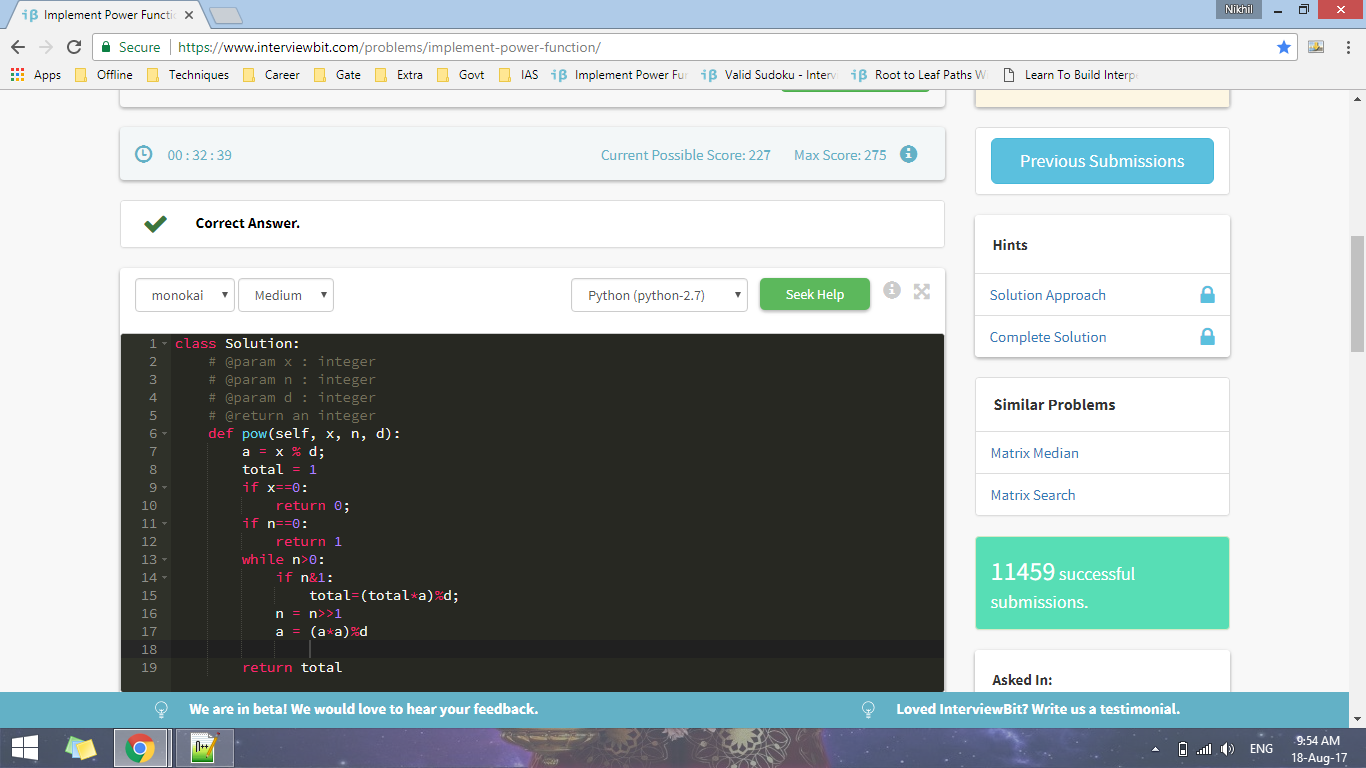 Implement Power Functi
Nikhil
Secure https://www.interviewbit.com/problems/implement-power-function/
Apps Offline Techniques Career Gate Extra Govt IAS Implement Power Fu Valid Sudoku - Interv Root to Leaf Paths W Learn To Build Interp
00 : 32 : 39 Current Possible Score: 227 Max Score: 275
Previous Submissions
Correct Answer.
monokai Medium Python (python-2.7) Seek Help
1 class Solution:
2 # @param x : integer
3 # @param n : integer
4 # @param d : integer
5 # @return an integer
6 def pow(self, x, n, d):
7 a = x % d;
8 total = 1
9 if x==0:
10 return 0;
11 if n==0:
12 return 1
13 while n>0:
14 if n&1:
15 total=(total*a)%d;
16 n = n>>1
17 a = (a*a)%d
18
19 return total
Hints
Solution Approach
Complete Solution
Similar Problems
Matrix Median
Matrix Search
11459 successful
submissions.
Asked In:
We are in beta! We would love to hear your feedback.
Loved InterviewBit? Write us a testimonial.
ENG
9:54 AM
18-Aug-17